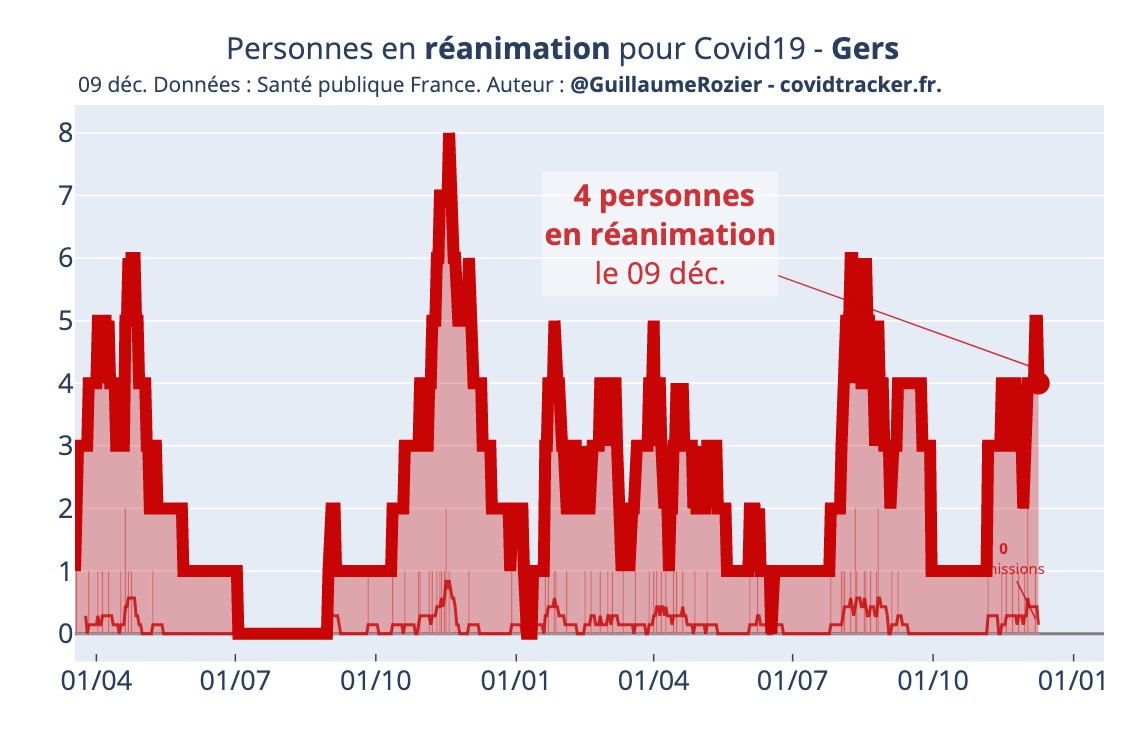 Personnes en réanimation pour Covid19 - Gers
09 déc. Données : Santé publique France. Auteur : @GuillaumeRozier - covidtracker.fr.
8
7
6
5
4
3
2
1
0
4 personnes
en réanimation
le 09 déc.
0
01/04 01/07 01/10 01/01 01/04 01/07 01/10 01/01